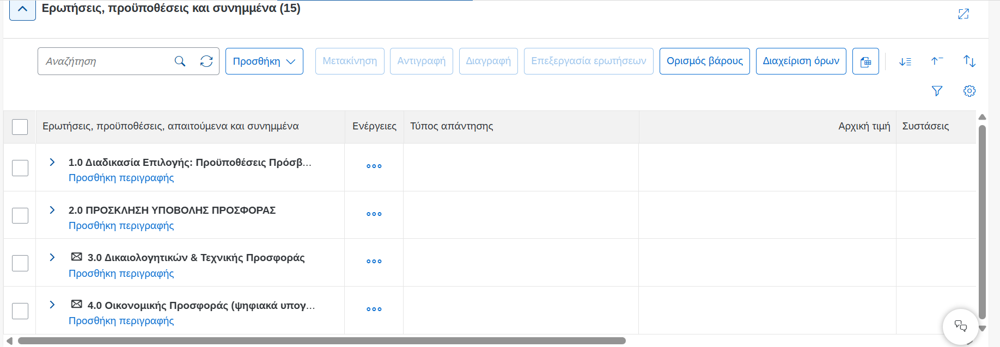 Ερωτήσεις, προϋποθέσεις και συνημμένα (15)
Αναζήτηση
Προσθήκη
Μετακίνηση
Αντιγραφή
Διαγραφή
Επεξεργασία ερωτήσεων
Ορισμός βάρους
Διαχείριση όρων
Ερωτήσεις, προϋποθέσεις, απαιτούμενα και συνημμένα
Ενέργειες
Τύπος απάντησης
Αρχική τιμή
Συστάσεις
1.0 Διαδικασία Επιλογής: Προϋποθέσεις Πρόσβ...
Προσθήκη περιγραφής
2.0 ΠΡΟΣΚΛΗΣΗ ΥΠΟΒΟΛΗΣ ΠΡΟΣΦΟΡΑΣ
Προσθήκη περιγραφής
3.0 Δικαιολογητικών & Τεχνικής Προσφοράς
Προσθήκη περιγραφής
4.0 Οικονομικής Προσφοράς (ψηφιακά υπογ...
Προσθήκη περιγραφής